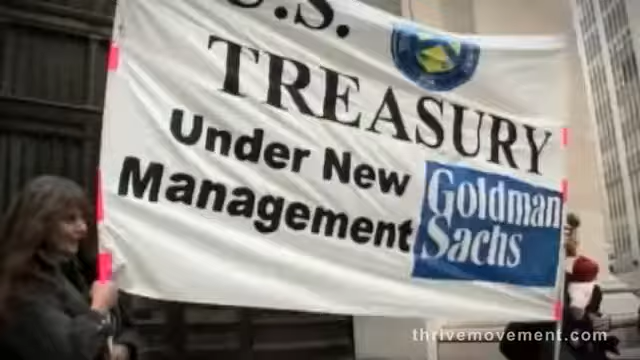 U.S.
TREASURY
Under New
Management
Goldman
Sachs
thrivemovement.com